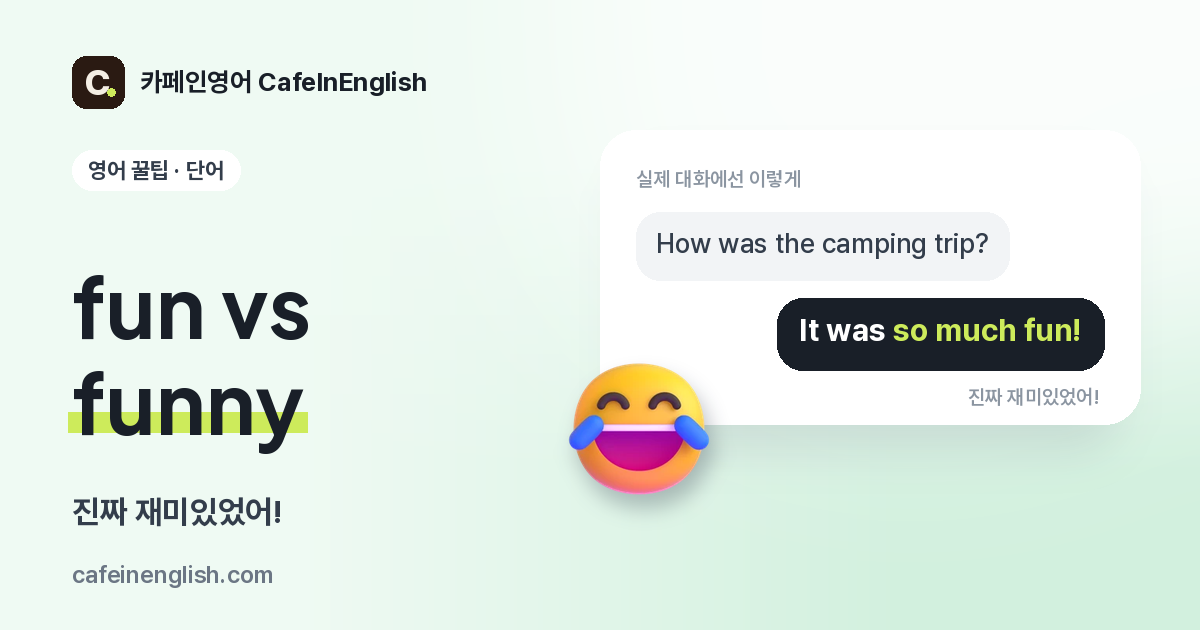 C
카페인영어 CafeInEnglish
영어 꿀팁 · 단어
fun vs
funny
진짜 재미있었어!
cafeinenglish.com
실제 대화에선 이렇게
How was the camping trip?
It was so much fun!
진짜 재미있었어!